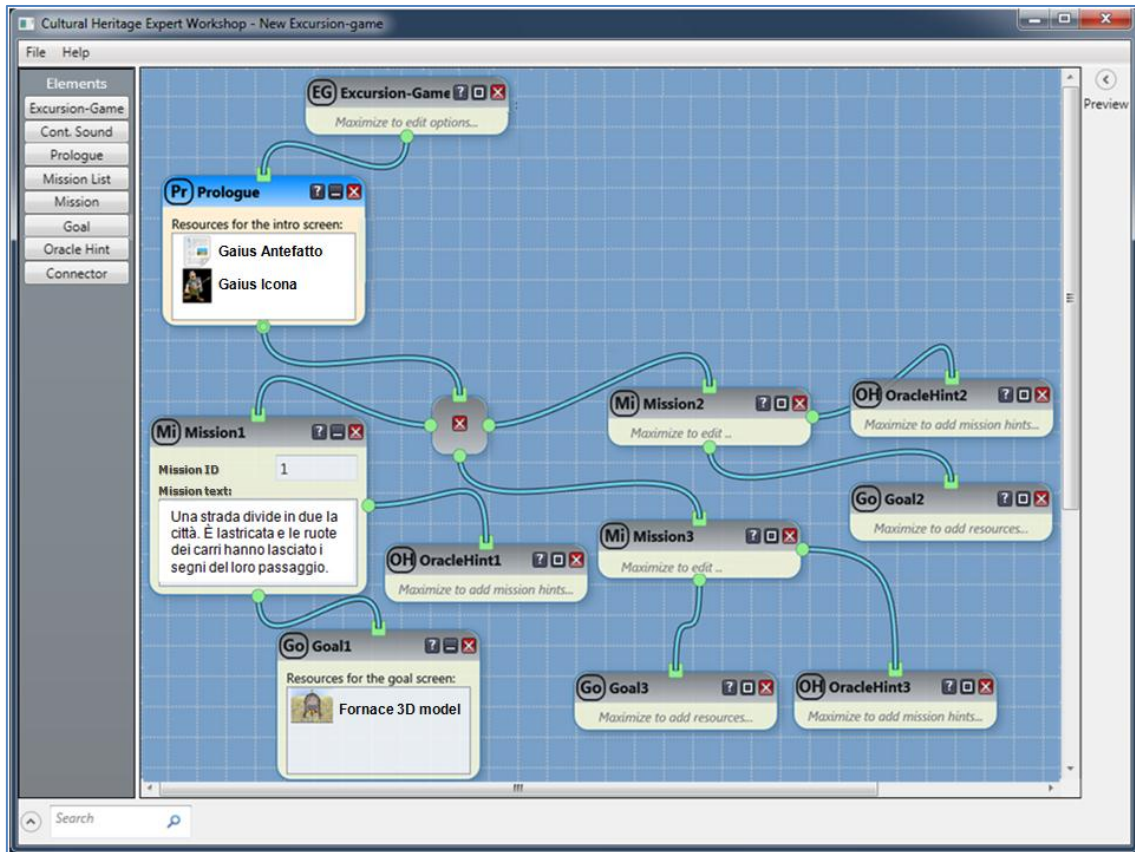 Cultural Heritage Expert Workshop - New Excursion-game
File Help
Elements
Excursion-Game
Cont. Sound
Prologue
Mission List
Mission
Goal
Oracle Hint
Connector
Preview
EG Excursion-Game
Maximize to edit options...
Pr Prologue
Resources for the intro screen:
Gaius Antefatto
Gaius Icona
Mi Mission1
Mission ID 1
Mission text:
Una strada divide in due la
città. È lastricata e le ruote
dei carri hanno lasciato i
segni del loro passaggio.
Mi Mission2
Maximize to edit ..
OH OracleHint2
Maximize to add mission hints...
Go Goal2
Maximize to add resources...
Mi Mission3
Maximize to edit ..
OH OracleHint1
Maximize to add mission hints...
Go Goal1
Resources for the goal screen:
Fornace 3D model
Go Goal3
Maximize to add resources...
OH OracleHint3
Maximize to add mission hints...
Search